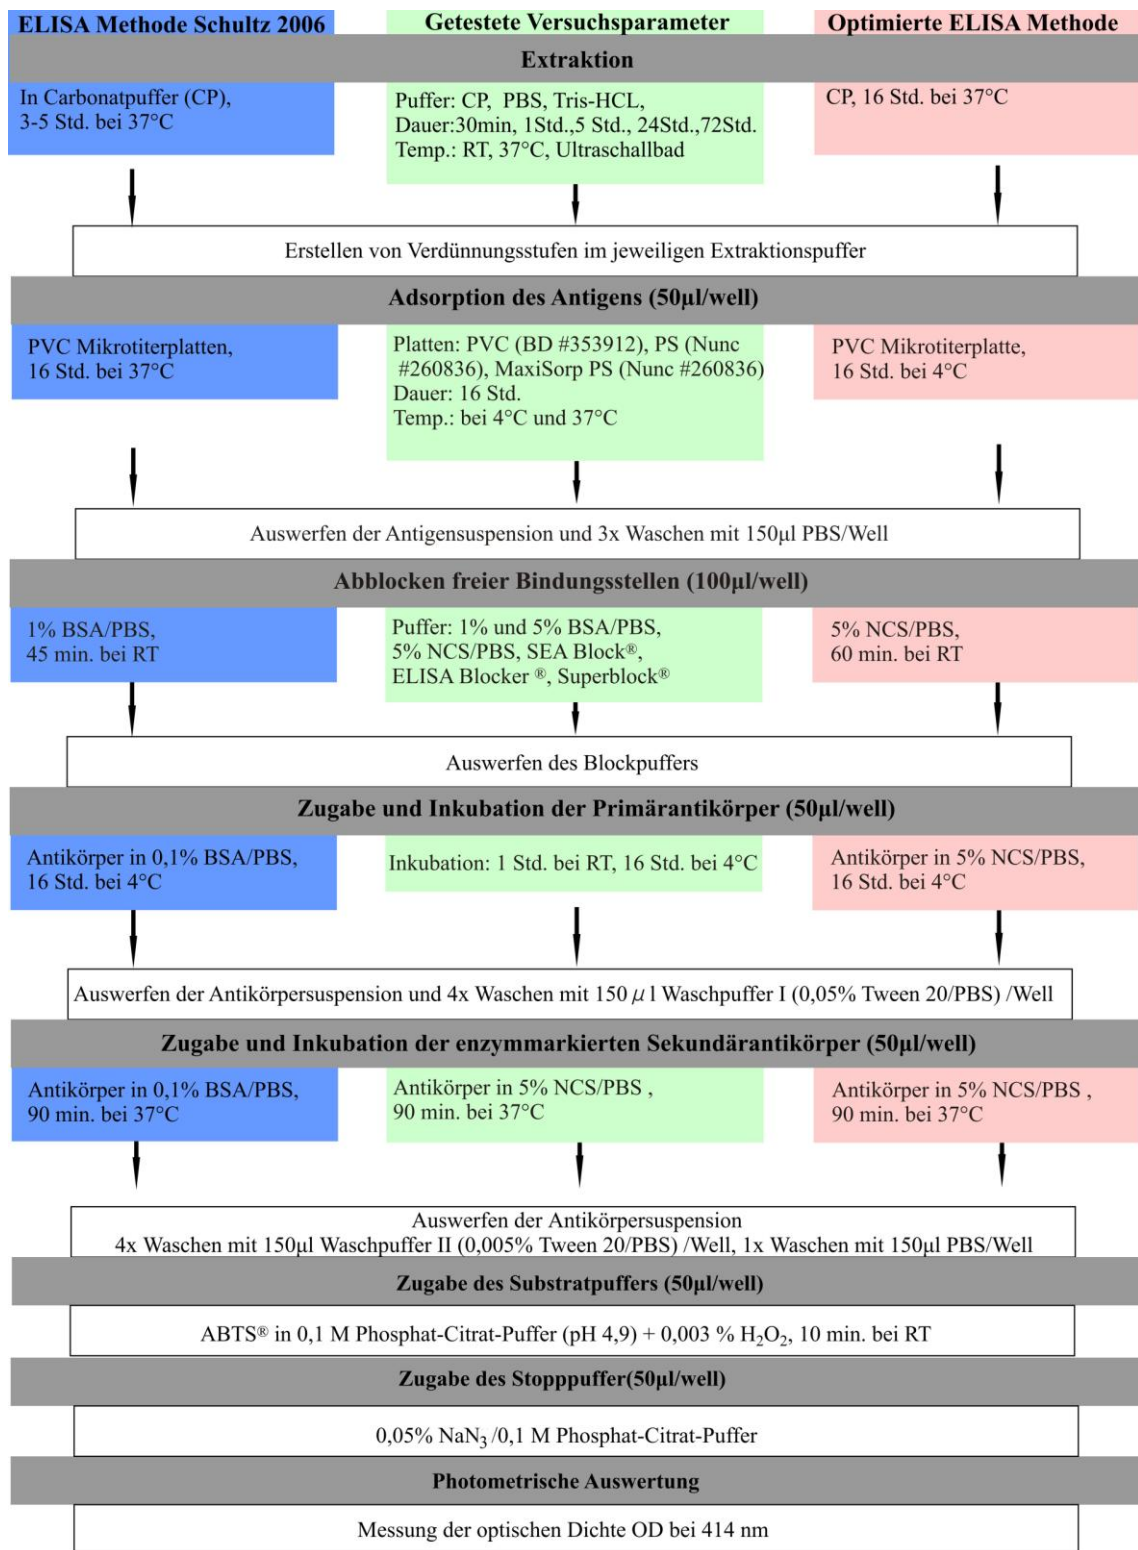 ELISA Methode Schultz 2006
Getestete Versuchsparameter
Optimierte ELISA Methode
Extraktion
In Carbonatpuffer (CP),
3-5 Std. bei 37°C
Puffer: CP, PBS, Tris-HCL,
Dauer:30min, 1Std.,5 Std., 24Std.,72Std.
Temp.: RT, 37°C, Ultraschallbad
CP, 16 Std. bei 37°C
Erstellen von Verdünnungsstufen im jeweiligen Extraktionspuffer
Adsorption des Antigens (50µl/well)
PVC Mikrotiterplatten,
16 Std. bei 37°C
Platten: PVC (BD #353912), PS (Nunc
#260836), MaxiSorp PS (Nunc #260836)
Dauer: 16 Std.
Temp.: bei 4°C und 37°C
PVC Mikrotiterplatte,
16 Std. bei 4°C
Auswerfen der Antigensuspension und 3x Waschen mit 150µl PBS/Well
Abblocken freier Bindungsstellen (100µl/well)
1% BSA/PBS,
45 min. bei RT
Puffer: 1% und 5% BSA/PBS,
5% NCS/PBS, SEA Block®,
ELISA Blocker ®, Superblock®
5% NCS/PBS,
60 min. bei RT
Auswerfen des Blockpuffers
Zugabe und Inkubation der Primärantikörper (50µl/well)
Antikörper in 0,1% BSA/PBS,
16 Std. bei 4°C
Inkubation: 1 Std. bei RT, 16 Std. bei 4°C
Antikörper in 5% NCS/PBS,
16 Std. bei 4°C
Auswerfen der Antikörpersuspension und 4x Waschen mit 150 µ l Waschpuffer I (0,05% Tween 20/PBS) /Well
Zugabe und Inkubation der enzymmarkierten Sekundärantikörper (50µl/well)
Antikörper in 0,1% BSA/PBS,
90 min. bei 37°C
Antikörper in 5% NCS/PBS ,
90 min. bei 37°C
Antikörper in 5% NCS/PBS ,
90 min. bei 37°C
Auswerfen der Antikörpersuspension
4x Waschen mit 150µl Waschpuffer II (0,005% Tween 20/PBS) /Well, 1x Waschen mit 150µl PBS/Well
Zugabe des Substratpuffers (50µl/well)
ABTS® in 0,1 M Phosphat-Citrat-Puffer (pH 4,9) + 0,003 % H₂O₂, 10 min. bei RT
Zugabe des Stopppuffer(50µl/well)
0,05% NaN₃ /0,1 M Phosphat-Citrat-Puffer
Photometrische Auswertung
Messung der optischen Dichte OD bei 414 nm